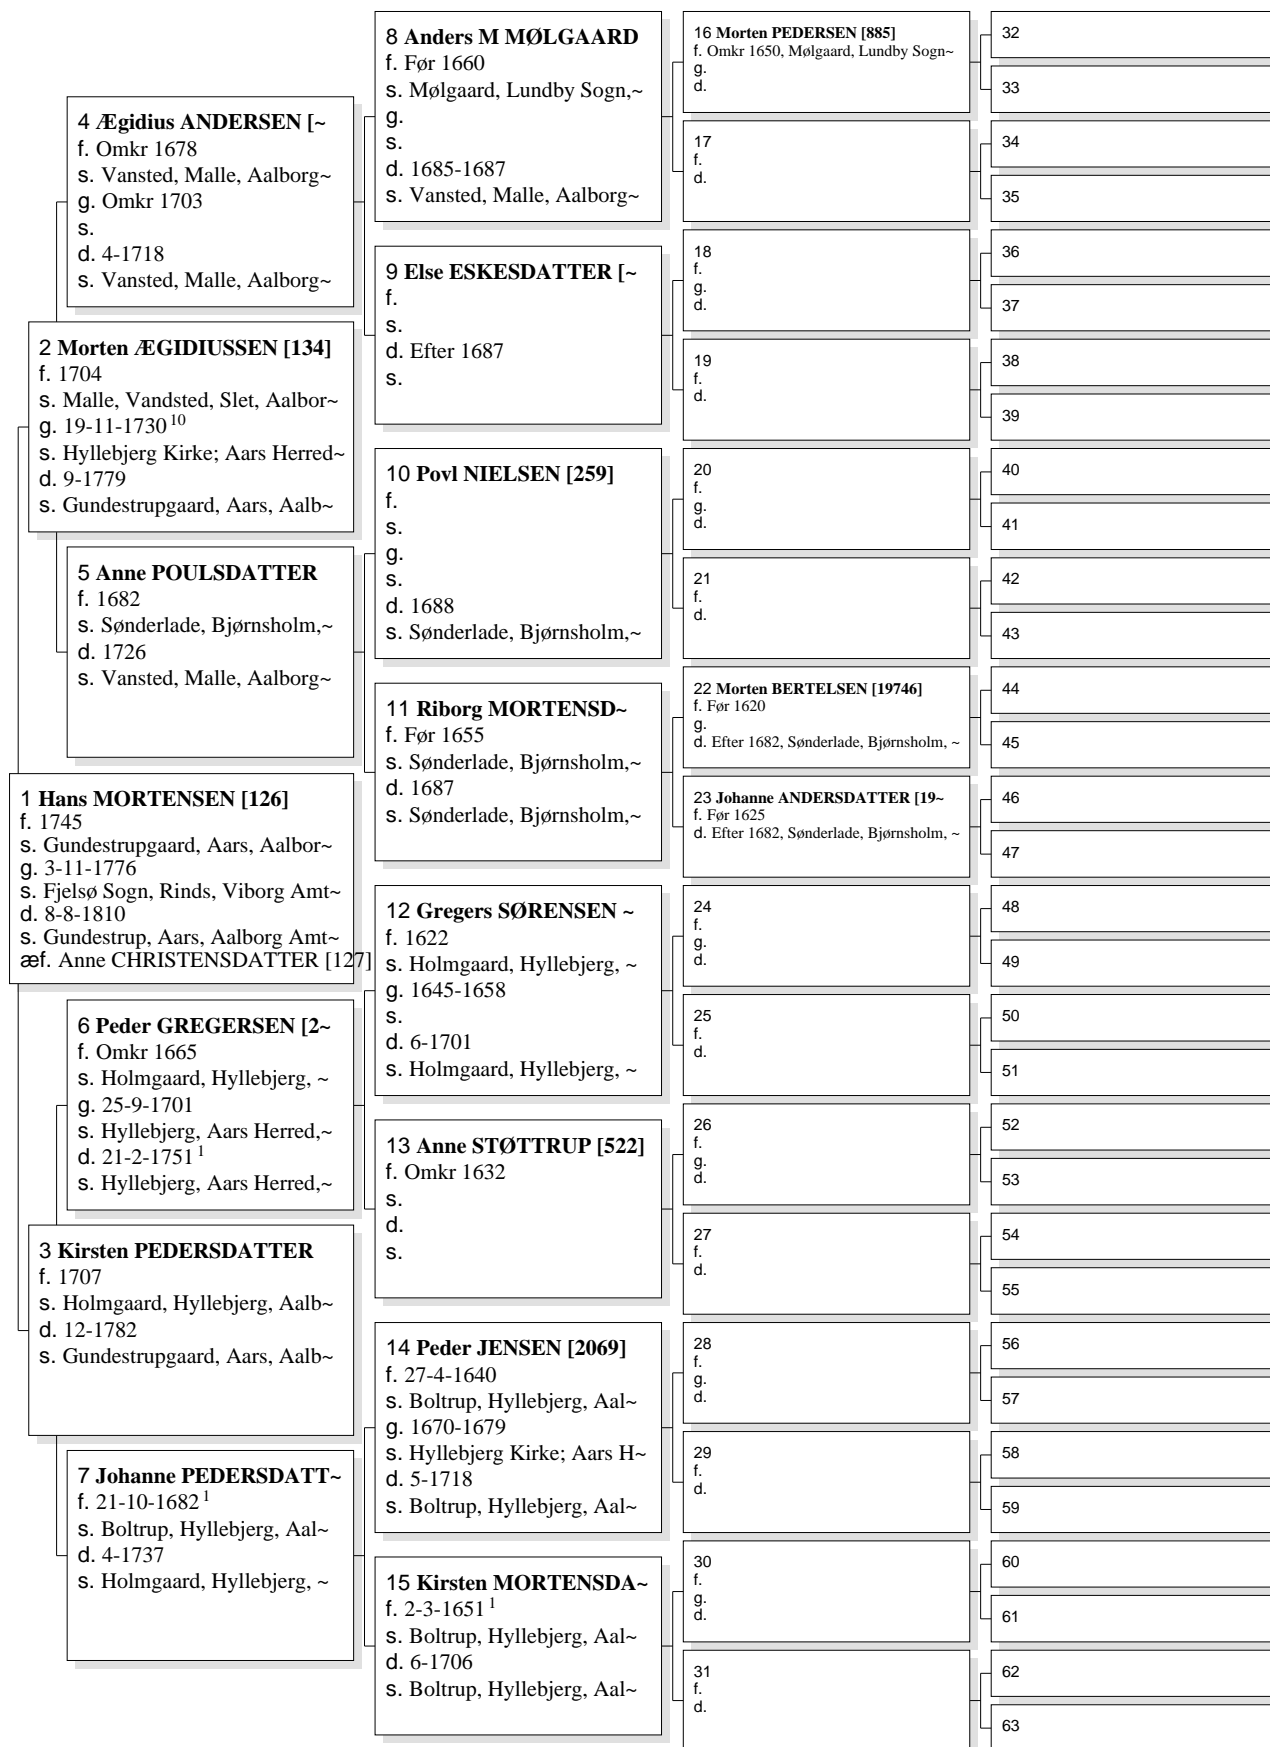 1 Hans MORTENSEN [126]
f. 1745
s. Gundestrupgaard, Aars, Aalbor~
g. 3-11-1776
s. Fjelsø Sogn, Rinds, Viborg Amt~
d. 8-8-1810
s. Gundestrup, Aars, Aalborg Amt~
æf. Anne CHRISTENSDATTER [127]
2 Morten ÆGIDIUSSEN [134]
f. 1704
s. Malle, Vandsted, Slet, Aalbor~
g. 19-11-1730 10
s. Hyllebjerg Kirke; Aars Herred~
d. 9-1779
s. Gundestrupgaard, Aars, Aalb~
3 Kirsten PEDERSDATTER
f. 1707
s. Holmgaard, Hyllebjerg, Aalb~
d. 12-1782
s. Gundestrupgaard, Aars, Aalb~
4 Ægidius ANDERSEN [~
f. Omkr 1678
s. Vansted, Malle, Aalborg~
g. Omkr 1703
s.
d. 4-1718
s. Vansted, Malle, Aalborg~
5 Anne POULSDATTER
f. 1682
s. Sønderlade, Bjørnsholm,~
d. 1726
s. Vansted, Malle, Aalborg~
6 Peder GREGERSEN [2~
f. Omkr 1665
s. Holmgaard, Hyllebjerg, ~
g. 25-9-1701
s. Hyllebjerg, Aars Herred,~
d. 21-2-1751 1
s. Hyllebjerg, Aars Herred,~
7 Johanne PEDERSDATT~
f. 21-10-1682 1
s. Boltrup, Hyllebjerg, Aal~
d. 4-1737
s. Holmgaard, Hyllebjerg, ~
8 Anders M MØLGAARD
f. Før 1660
s. Mølgaard, Lundby Sogn,~
g.
s.
d. 1685-1687
s. Vansted, Malle, Aalborg~
9 Else ESKESDATTER [~
f.
s.
d. Efter 1687
s.
10 Povl NIELSEN [259]
f.
s.
g.
s.
d. 1688
s. Sønderlade, Bjørnsholm,~
11 Riborg MORTENSD~
f. Før 1655
s. Sønderlade, Bjørnsholm,~
d. 1687
s. Sønderlade, Bjørnsholm,~
12 Gregers SØRENSEN ~
f. 1622
s. Holmgaard, Hyllebjerg, ~
g. 1645-1658
s.
d. 6-1701
s. Holmgaard, Hyllebjerg, ~
13 Anne STØTTRUP [522]
f. Omkr 1632
s.
d.
s.
14 Peder JENSEN [2069]
f. 27-4-1640
s. Boltrup, Hyllebjerg, Aal~
g. 1670-1679
s. Hyllebjerg Kirke; Aars H~
d. 5-1718
s. Boltrup, Hyllebjerg, Aal~
15 Kirsten MORTENSDA~
f. 2-3-1651 1
s. Boltrup, Hyllebjerg, Aal~
d. 6-1706
s. Boltrup, Hyllebjerg, Aal~
16 Morten PEDERSEN [885]
f. Omkr 1650, Mølgaard, Lundby Sogn~
g.
d.
17
f.
d.
18
f.
g.
d.
19
f.
d.
20
f.
g.
d.
21
f.
d.
22 Morten BERTELSEN [19746]
f. Før 1620
g.
d. Efter 1682, Sønderlade, Bjørnsholm, ~
23 Johanne ANDERSDATTER [19~
f. Før 1625
d. Efter 1682, Sønderlade, Bjørnsholm, ~
24
f.
g.
d.
25
f.
d.
26
f.
g.
d.
27
f.
d.
28
f.
g.
d.
29
f.
d.
30
f.
g.
d.
31
f.
d.
32
33
34
35
36
37
38
39
40
41
42
43
44
45
46
47
48
49
50
51
52
53
54
55
56
57
58
59
60
61
62
63